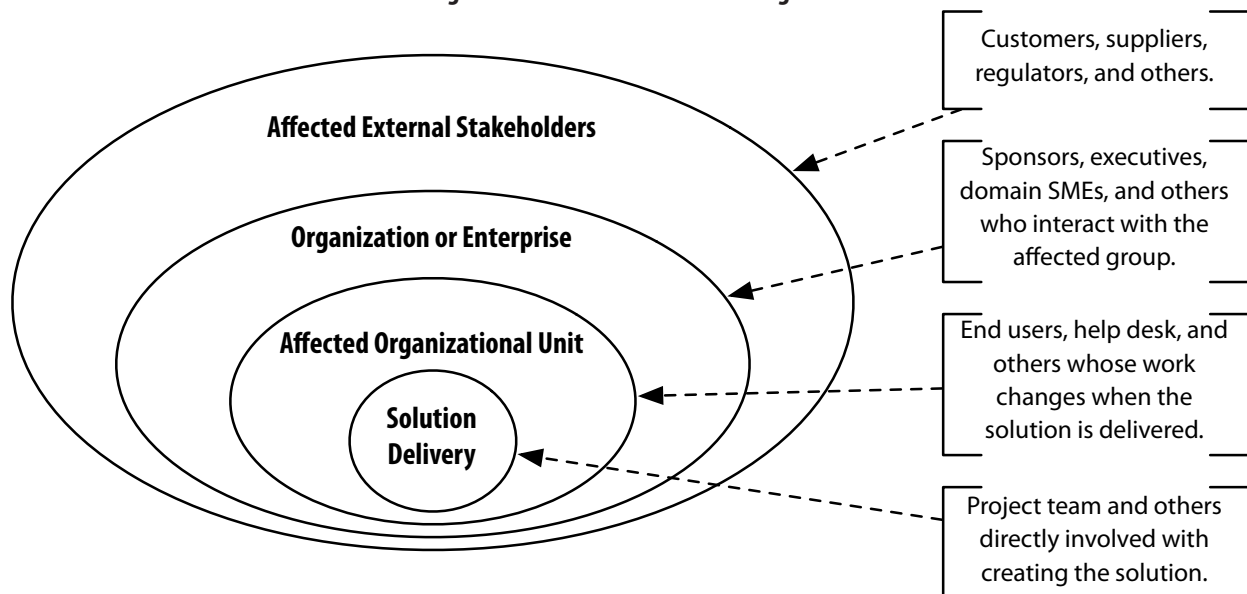 Affected External Stakeholders
Organization or Enterprise
Affected Organizational Unit
Solution
Delivery
Customers, suppliers,
regulators, and others.
Sponsors, executives,
domain SMEs, and others
who interact with the
affected group.
End users, help desk, and
others whose work
changes when the
solution is delivered.
Project team and others
directly involved with
creating the solution.